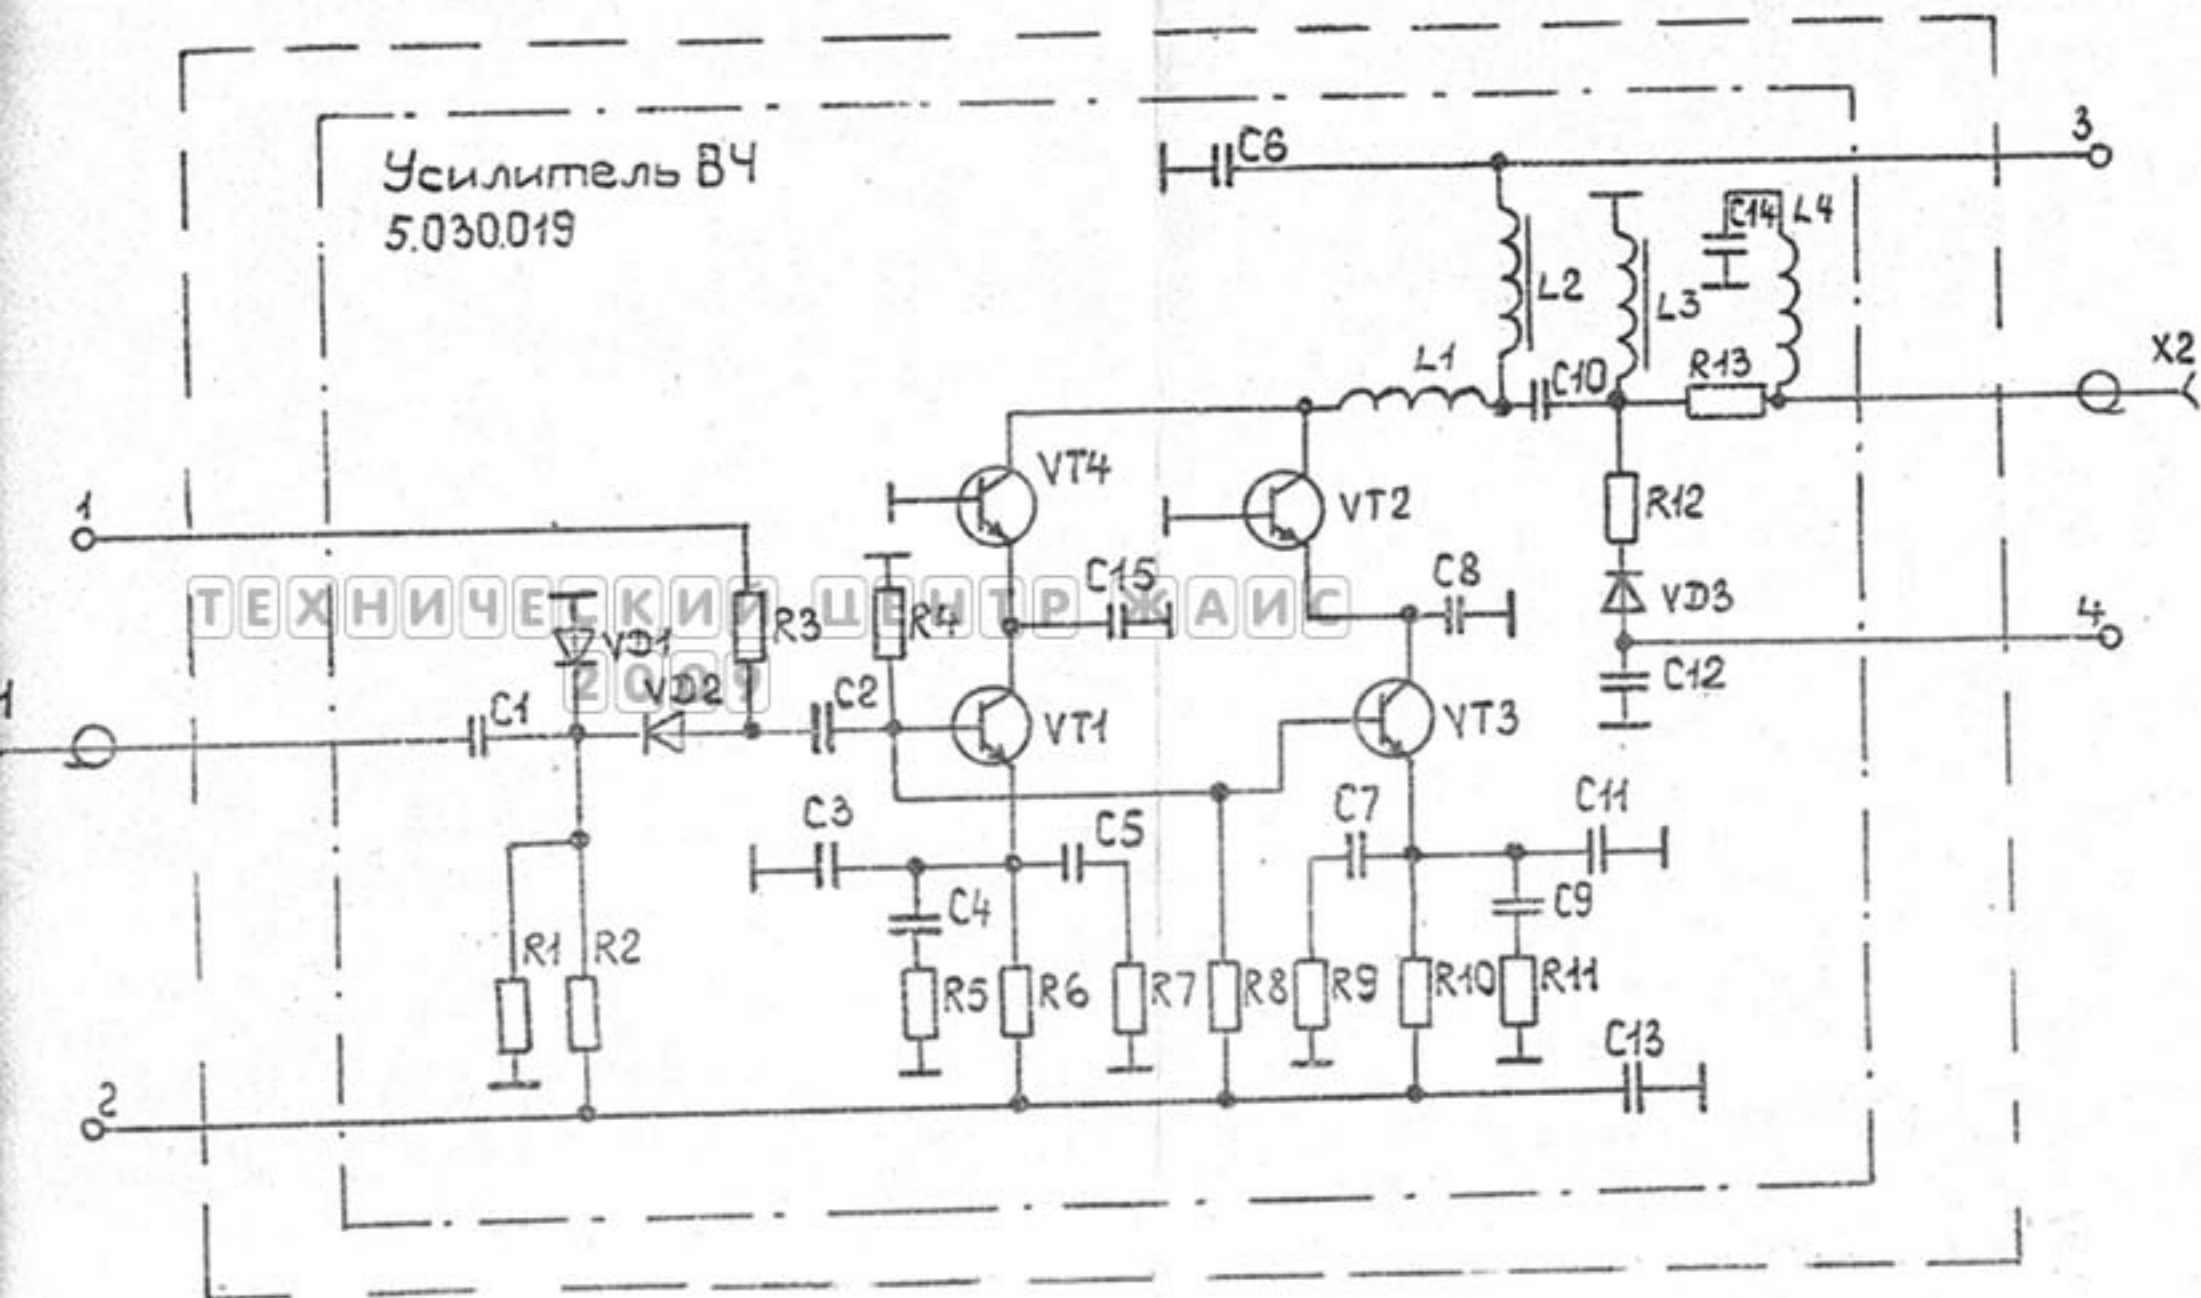 Усилитель ВЧ
5.030.019
C6
3
C14
L4
L2
L3
X2
L1
C10
R13
VT4
VT2
R12
1
C15
C8
VD3
ТЕХНИЧЕСКИЙ ЦЕНТР ЖАИС
2009
VD1
R3
R4
4
VD2
C2
C12
1
C1
VT1
VT3
C3
C5
C7
C11
C4
C9
R1
R2
R5
R6
R7
R8
R9
R10
R11
C13
2